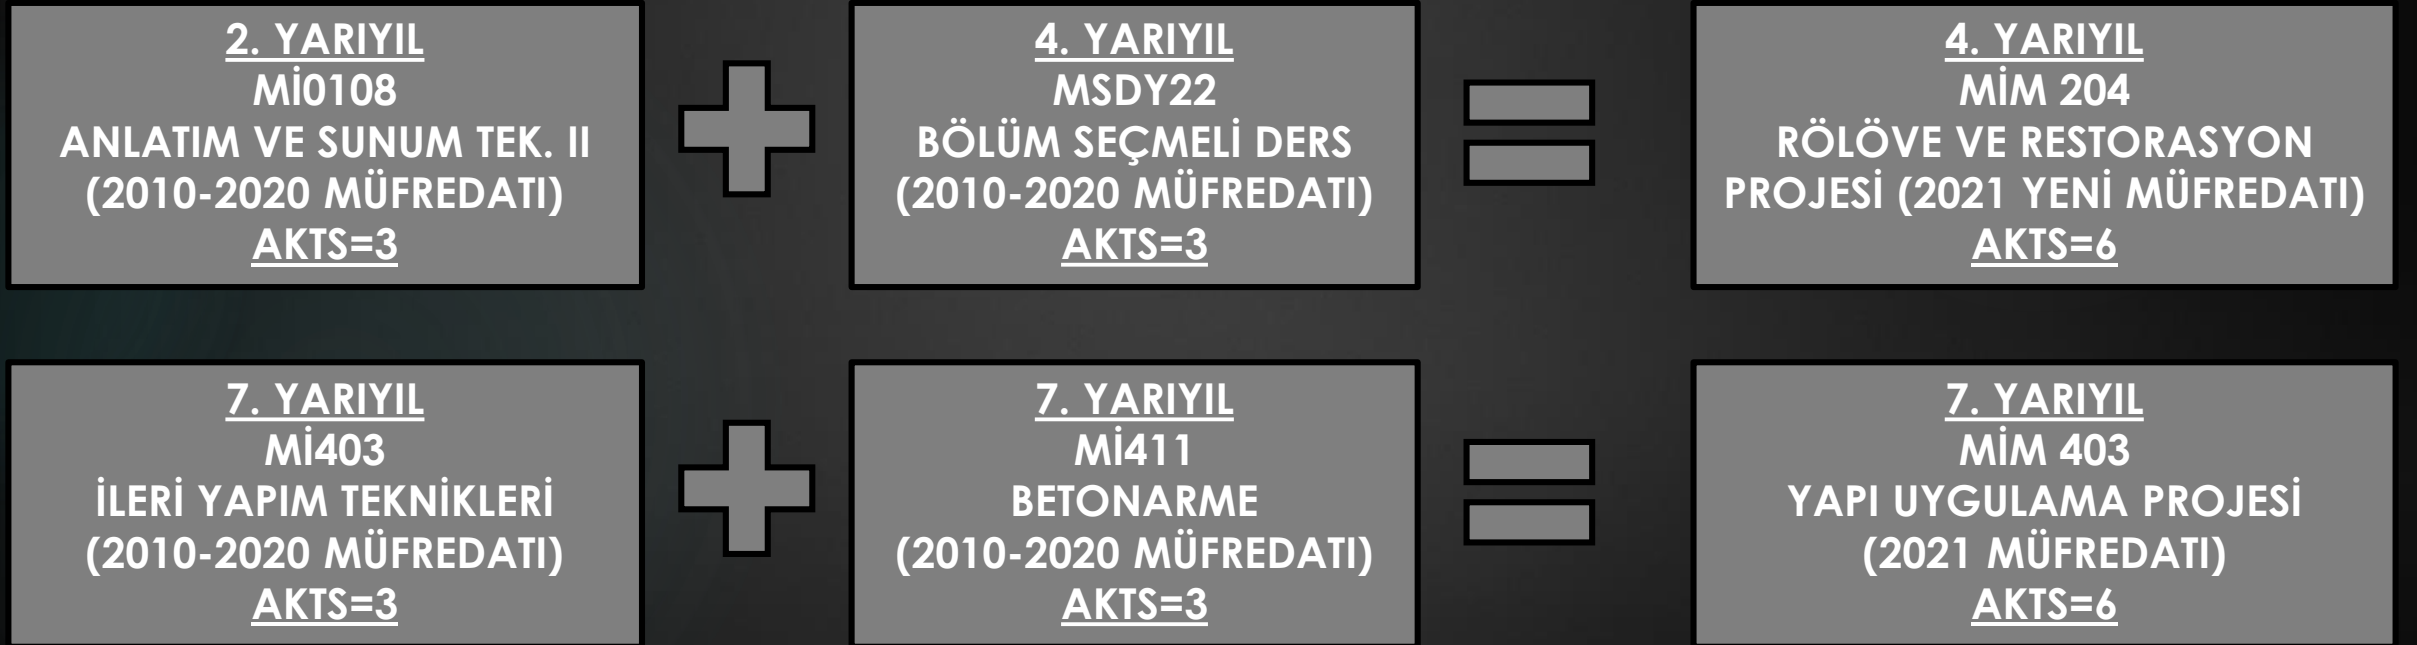 2. YARIYIL
Mİ0108
ANLATIM VE SUNUM TEK. II
(2010-2020 MÜFREDATI)
AKTS=3
4. YARIYIL
MSDY22
BÖLÜM SEÇMELİ DERS
(2010-2020 MÜFREDATI)
AKTS=3
4. YARIYIL
MİM 204
RÖLÖVE VE RESTORASYON
PROJESİ (2021 YENİ MÜFREDATI)
AKTS=6
7. YARIYIL
Mİ403
İLERİ YAPIM TEKNİKLERİ
(2010-2020 MÜFREDATI)
AKTS=3
7. YARIYIL
Mİ411
BETONARME
(2010-2020 MÜFREDATI)
AKTS=3
7. YARIYIL
MİM 403
YAPI UYGULAMA PROJESİ
(2021 MÜFREDATI)
AKTS=6